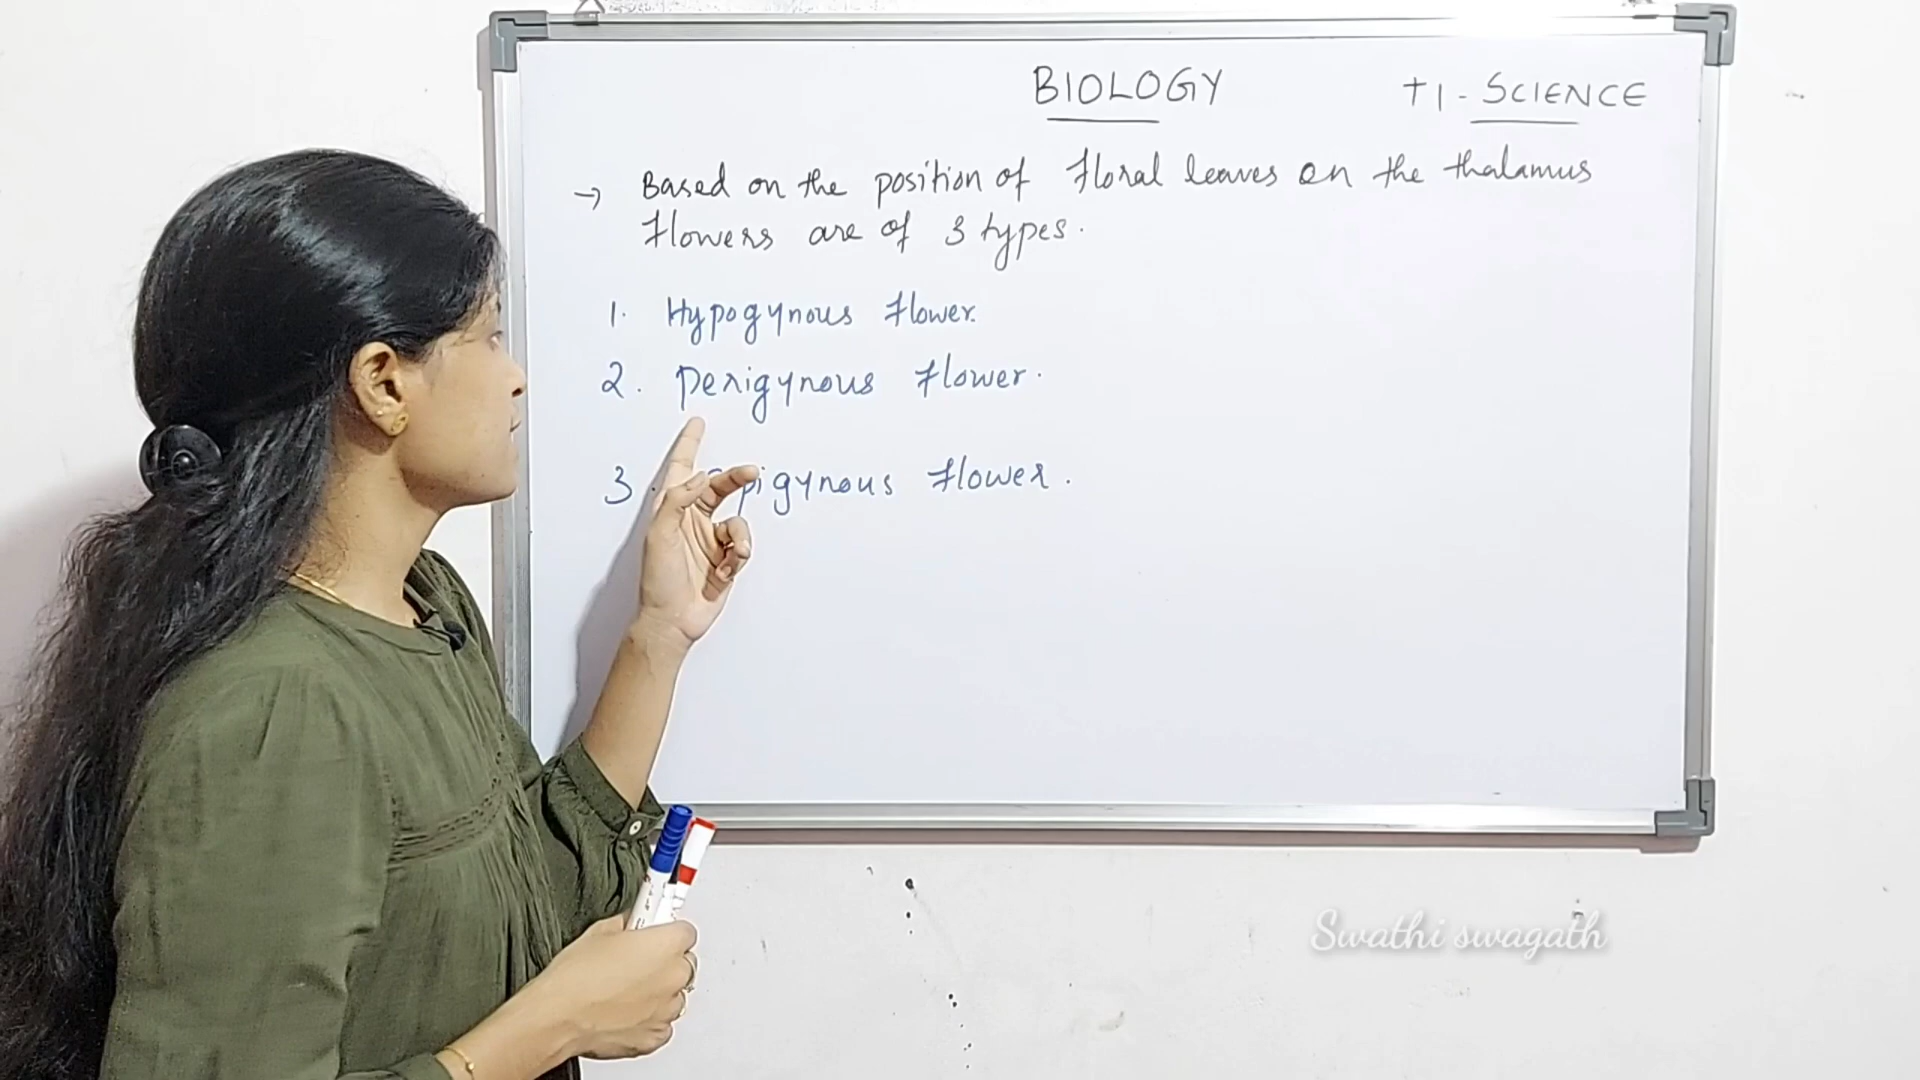 BIOLOGY
+1 - SCIENCE
→ Based on the position of floral leaves on the thalamus
flowers are of 3 types.
1. Hypogynous flower.
2. Perigynous flower.
3. Epigynous flower.
Swathi swagath